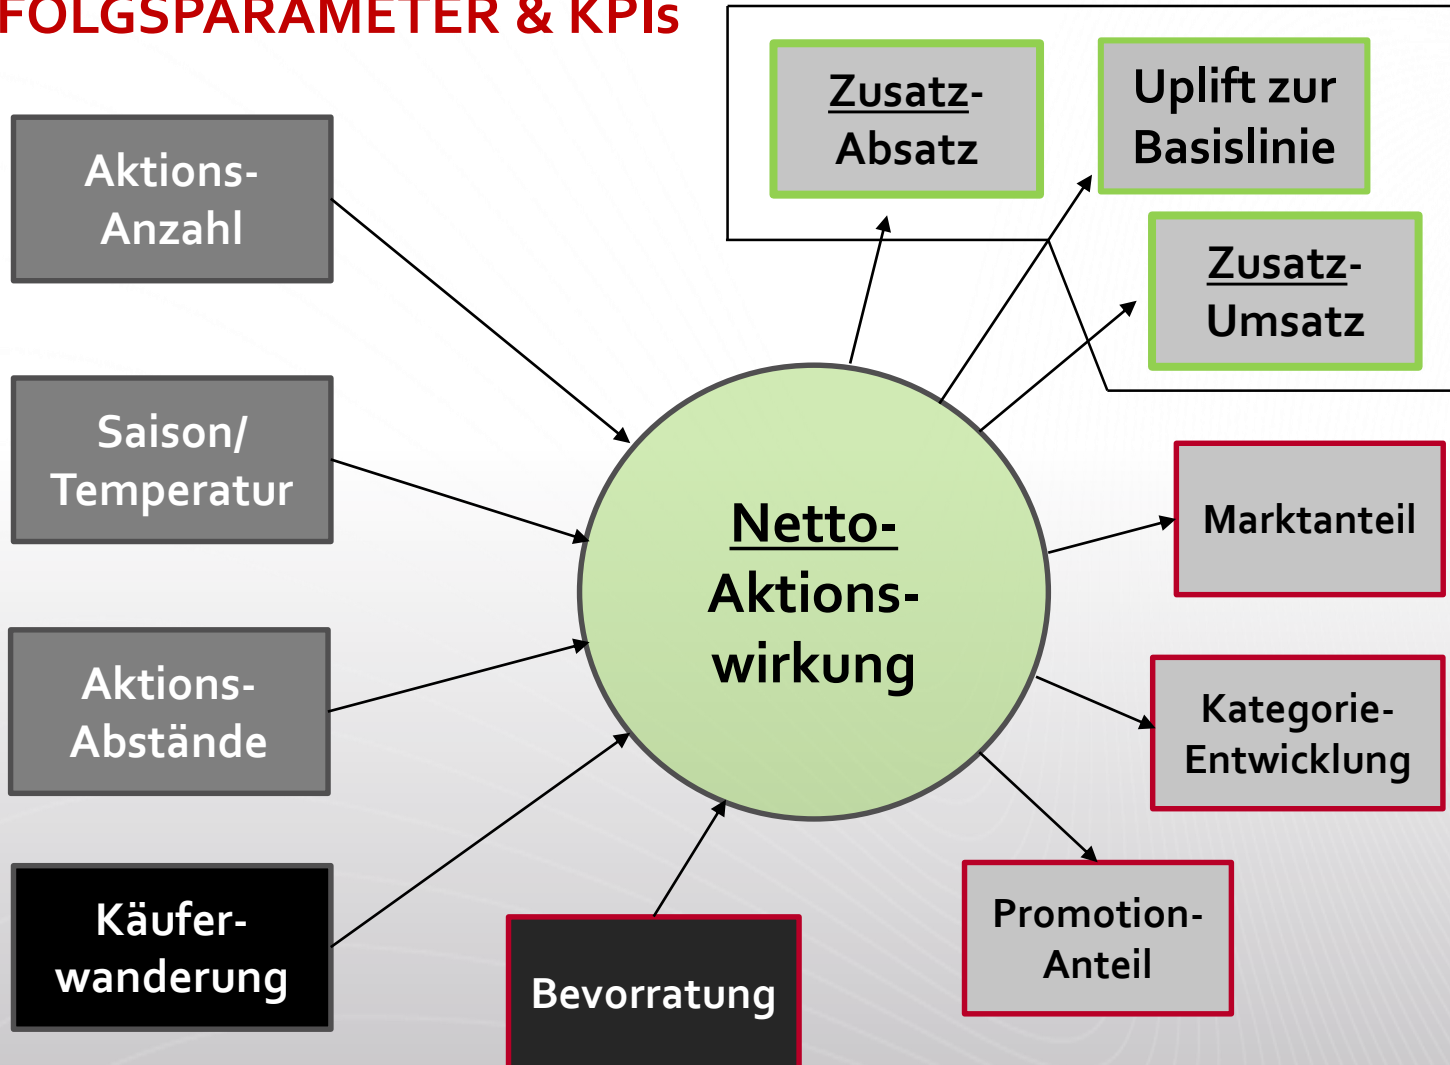 FOLGSPARAMETER & KPIs
Zusatz-
Absatz
Uplift zur
Basislinie
Zusatz-
Umsatz
Aktions-
Anzahl
Saison/
Temperatur
Aktions-
Abstände
Käufer-
wanderung
Bevorratung
Netto-
Aktions-
wirkung
Marktanteil
Kategorie-
Entwicklung
Promotion-
Anteil